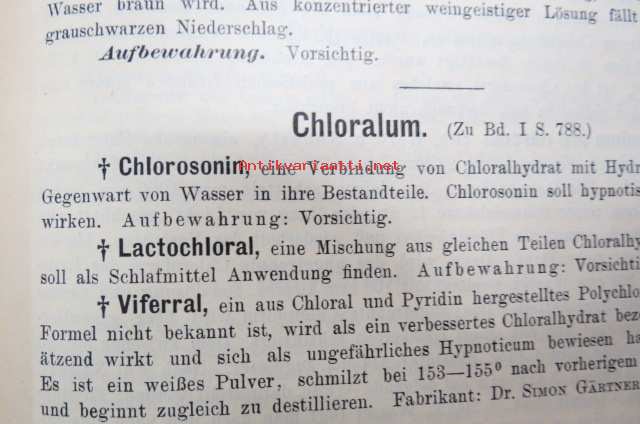 Wasser braun wird. Aus konzentrierter weingeistiger Lösung fällt
grauschwarzen Niederschlag.
Aufbewahrung. Vorsichtig.
Chloralum. (Zu Bd. I S. 788.)
† Chlorosonin, eine Verbindung von Chloralhydrat mit Hydr
Antikvariaatti.net
Gegenwart von Wasser in ihre Bestandteile. Chlorosonin soll hypnotis
wirken. Aufbewahrung: Vorsichtig.
† Lactochloral, eine Mischung aus gleichen Teilen Chloralhy
soll als Schlafmittel Anwendung finden. Aufbewahrung: Vorsichti
† Viferral, ein aus Chloral und Pyridin hergestelltes Polychlo
Formel nicht bekannt ist, wird als ein verbessertes Chloralhydrat beze
ätzend wirkt und sich als ungefährliches Hypnoticum bewiesen ha
Es ist ein weißes Pulver, schmilzt bei 153—155° nach vorherigem
und beginnt zugleich zu destillieren. Fabrikant: Dr. Simon Gärtner